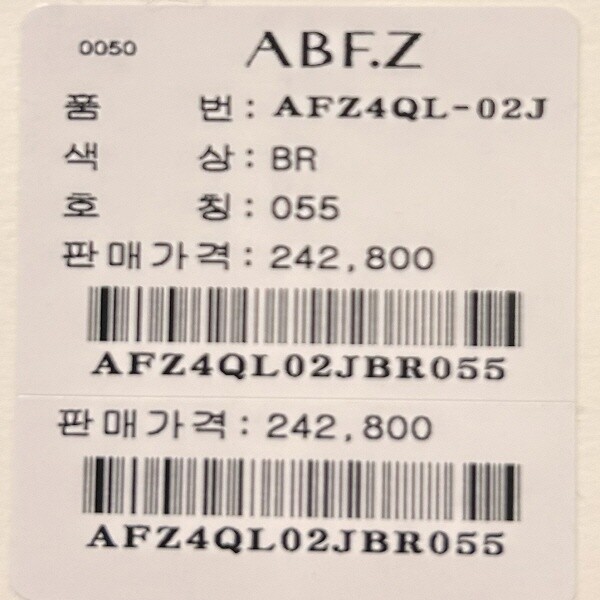 0050 ABF.Z
품 번 : AFZ4QL-02J
색 상 : BR
호 칭 : 055
판매가격 : 242,800
AFZ4QL02JBR055
판매가격 : 242,800
AFZ4QL02JBR055